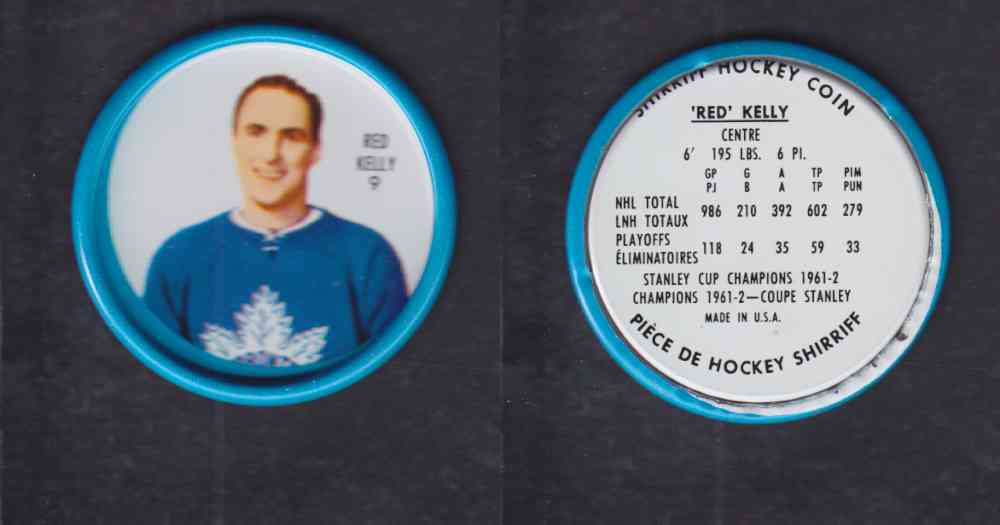 RED
KELLY
9
SHIRRIFF HOCKEY COIN
'RED' KELLY
CENTRE
6' 195 LBS. 6 PI.
GP G A TP PIM
PJ B A TP PUN
NHL TOTAL
LNH TOTAUX 986 210 392 602 279
PLAYOFFS
ÉLIMINATOIRES 118 24 35 59 33
STANLEY CUP CHAMPIONS 1961-2
CHAMPIONS 1961-2—COUPE STANLEY
MADE IN U.S.A.
PIÈCE DE HOCKEY SHIRRIFF